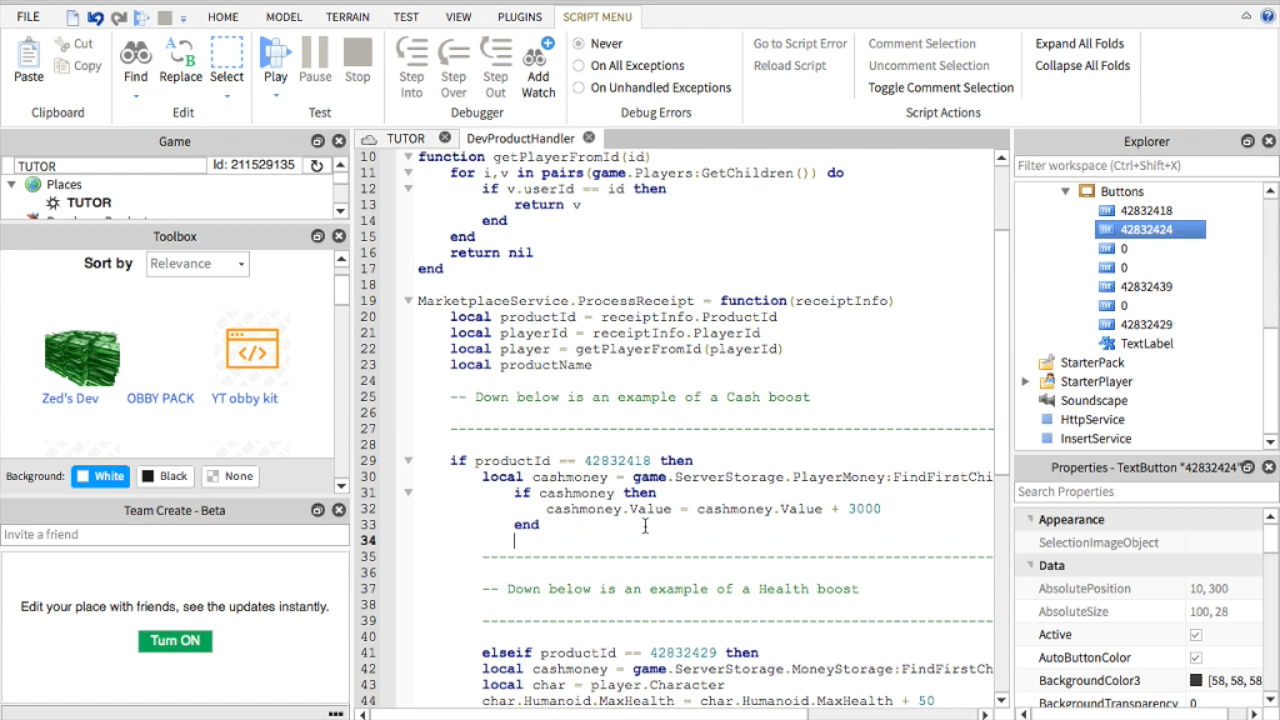 FILE HOME MODEL TERRAIN TEST VIEW PLUGINS SCRIPT MENU
Paste Cut Copy Find Replace Select Play Pause Stop Step Into Step Over Step Out Add Watch
Never
On All Exceptions
On Unhandled Exceptions
Go to Script Error
Reload Script
Comment Selection
Uncomment Selection
Toggle Comment Selection
Expand All Folds
Collapse All Folds
Clipboard Edit Test Debugger Debug Errors Script Actions
Game
TUTOR Id: 211529135
Places
TUTOR
Toolbox
Sort by Relevance
Zed's Dev OBBY PACK YT obby kit
Background: White Black None
Team Create - Beta
Invite a friend
Edit your place with friends, see the updates instantly.
Turn ON
TUTOR DevProductHandler
10 function getPlayerFromId(id)
11 for i,v in pairs(game.Players:GetChildren()) do
12 if v.userId == id then
13 return v
14 end
15 end
16 return nil
17 end
18
19 MarketplaceService.ProcessReceipt = function(receiptInfo)
20 local productId = receiptInfo.ProductId
21 local playerId = receiptInfo.PlayerId
22 local player = getPlayerFromId(playerId)
23 local productName
24
25 -- Down below is an example of a Cash boost
26
27 --------------------------------------------------------------------
28
29 if productId == 42832418 then
30 local cashmoney = game.ServerStorage.PlayerMoney:FindFirstChi
31 if cashmoney then
32 cashmoney.Value = cashmoney.Value + 3000
33 end
34
35 ----------------------------------------------------------------
36
37 -- Down below is an example of a Health boost
38
39 ----------------------------------------------------------------
40
41 elseif productId == 42832429 then
42 local cashmoney = game.ServerStorage.MoneyStorage:FindFirstCh
43 local char = player.Character
44 char.Humanoid.MaxHealth = char.Humanoid.MaxHealth + 50
Explorer
Filter workspace (Ctrl+Shift+X)
Buttons
42832418
42832424
0
0
42832439
0
42832429
TextLabel
StarterPack
StarterPlayer
Soundscape
HttpService
InsertService
Properties - TextButton "42832424"
Search Properties
Appearance
SelectionImageObject
Data
AbsolutePosition 10, 300
AbsoluteSize 100, 28
Active
AutoButtonColor
BackgroundColor3 [58, 58, 58
BackgroundTransparency 0